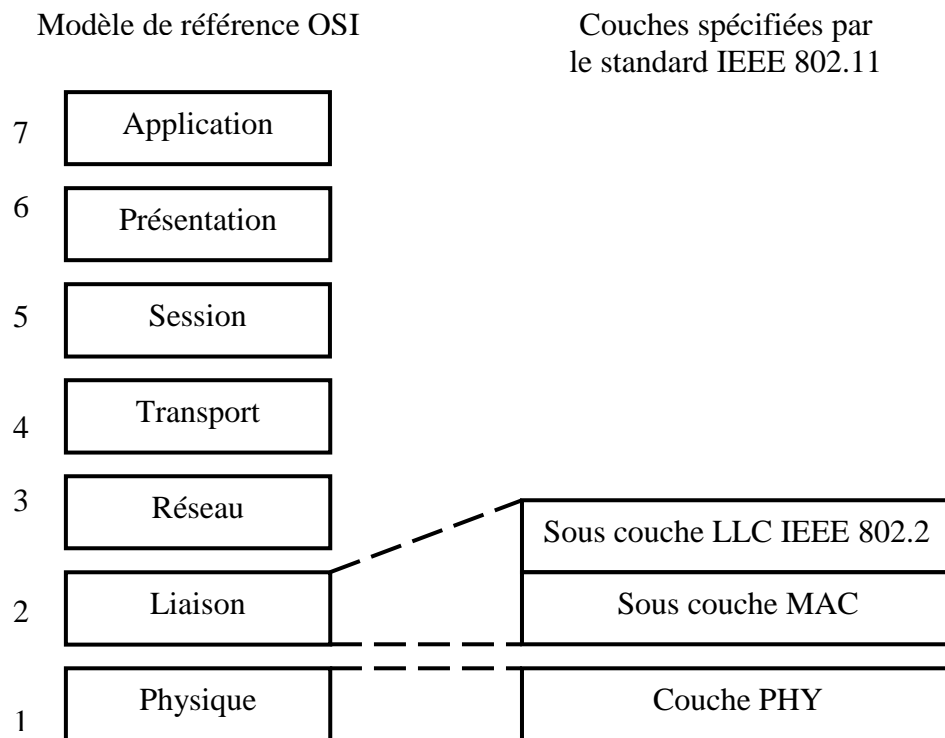 Modèle de référence OSI
Couches spécifiées par
le standard IEEE 802.11
7 Application
6 Présentation
5 Session
4 Transport
3 Réseau
Sous couche LLC IEEE 802.2
2 Liaison
Sous couche MAC
1 Physique
Couche PHY